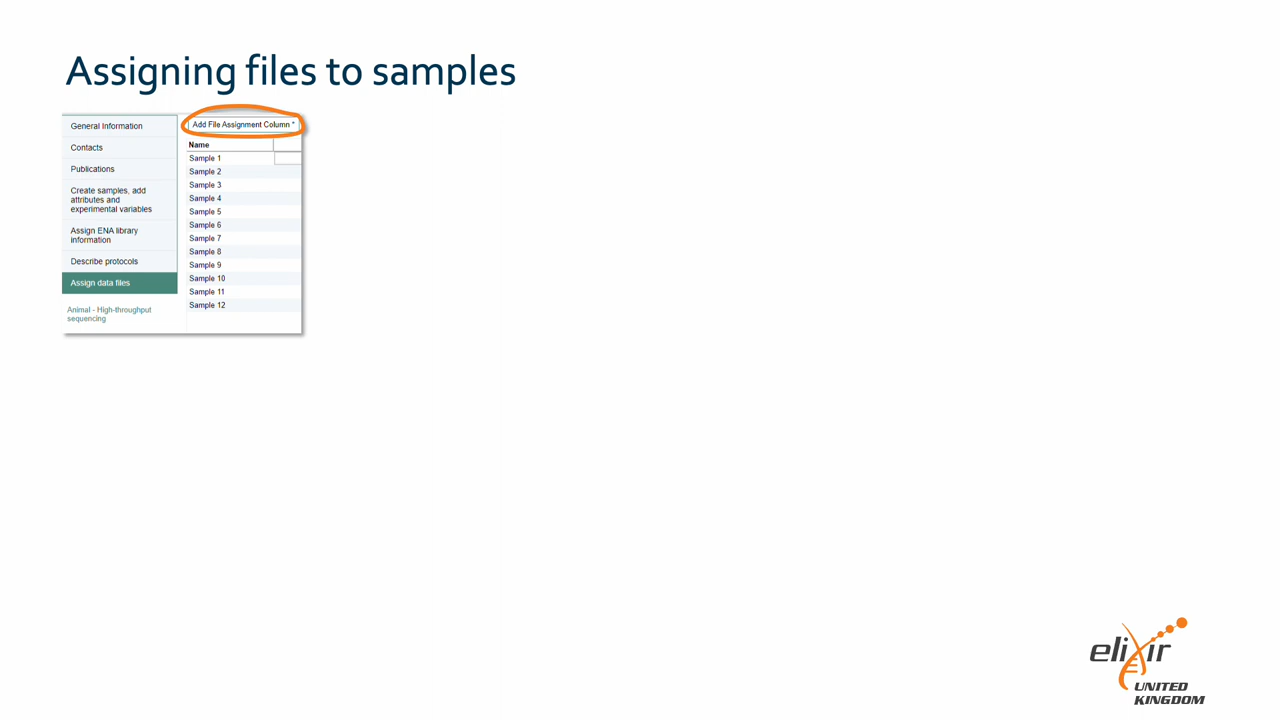 Assigning files to samples
General Information
Contacts
Publications
Create samples, add
attributes and
experimental variables
Assign ENA library
information
Describe protocols
Assign data files
Animal - High-throughput
sequencing
Add File Assignment Column *
Name
Sample 1
Sample 2
Sample 3
Sample 4
Sample 5
Sample 6
Sample 7
Sample 8
Sample 9
Sample 10
Sample 11
Sample 12
elixir
UNITED
KINGDOM